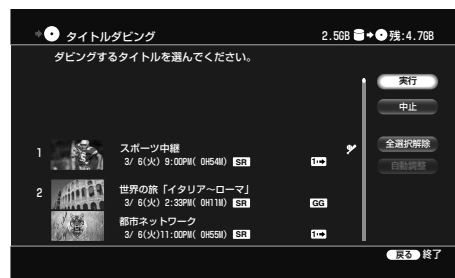 タイトルダビング 2.5GB 残:4.7GB
ダビングするタイトルを選んでください。
実行
中止
全選択解除
自動調整
1 スポーツ中継
3/ 6(火) 9:00PM( 0H54M) SR 1
2 世界の旅「イタリア〜ローマ」
3/ 6(火) 2:33PM( 0H11M) SR GG
都市ネットワーク
3/ 6(火)11:00PM( 0H55M) SR 1
戻る 終了